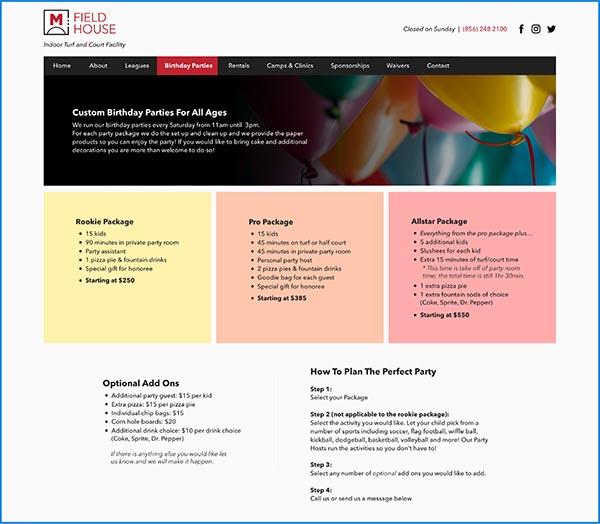 M FIELD
HOUSE
Indoor Turf and Court Facility
Closed on Sunday | (856) 248 2100
Home About Leagues Birthday Parties Rentals Camps & Clinics Sponsorships Waivers Contact
Custom Birthday Parties For All Ages
We run our birthday parties every Saturday from 11am until 3pm.
For each party package we do the set up and clean up and we provide the paper
products so you can enjoy the party! If you would like to bring cake and additional
decorations you are more than welcome to do so!
Rookie Package
• 15 kids
• 90 minutes in private party room
• Party assistant
• 1 pizza pie & fountain drinks
• Special gift for honoree
• Starting at $250
Pro Package
• 15 kids
• 45 minutes on turf or half court
• 45 minutes in private party room
• Personal party host
• 2 pizza pies & fountain drinks
• Goodie bag for each guest
• Special gift for honoree
• Starting at $385
Allstar Package
• Everything from the pro package plus...
• 5 additional kids
• Slushees for each kid
• Extra 15 minutes of turf/court time
* This time is take off of party room
time; the total time is still 1hr 30min.
• 1 extra pizza pie
• 1 extra fountain soda of choice
(Coke, Sprite, Dr. Pepper)
• Starting at $550
Optional Add Ons
• Additional party guest: $15 per kid
• Extra pizza: $15 per pizza pie
• Individual chip bags: $15
• Corn hole boards: $20
• Additional drink choice: $10 per drink choice
(Coke, Sprite, Dr. Pepper)
If there is anything else you would like let
us know and we will make it happen.
How To Plan The Perfect Party
Step 1:
Select your Package
Step 2 (not applicable to the rookie package):
Select the activity you would like. Let your child pick from a
number of sports including soccer, flag football, wiffle ball,
kickball, dodgeball, basketball, volleyball and more! Our Party
Hosts run the activities so you don't have to!
Step 3:
Select any number of optional add ons you would like to add.
Step 4:
Call us or send us a message below